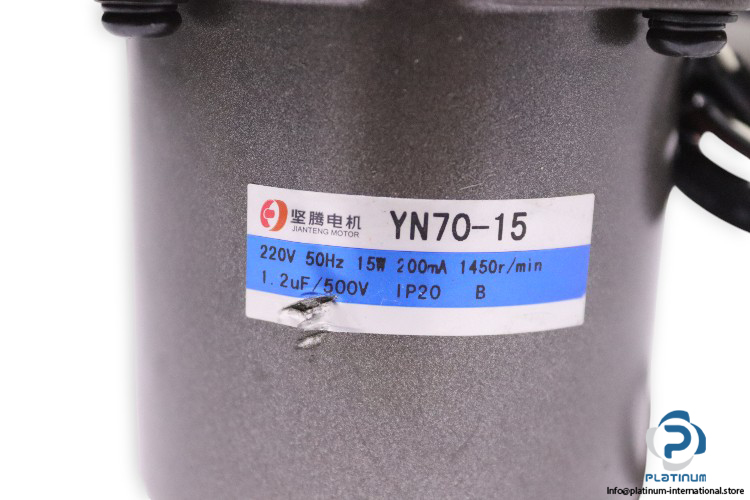 坚腾电机
JIANTENG MOTOR
YN70-15
220V 50Hz 15W 200mA 1450r/min
1.2uF/500V IP20 B
PLATINUM
Info@platinum-international.store